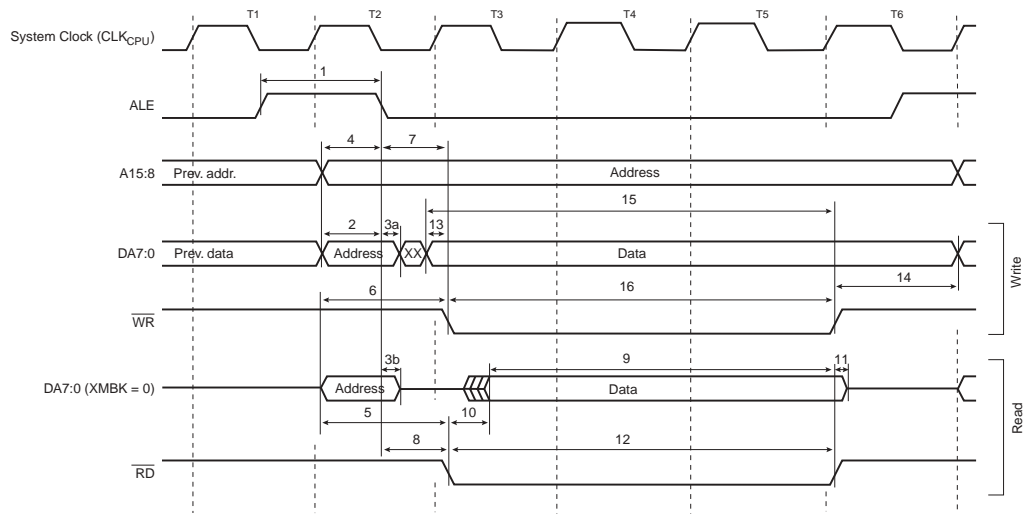 T1 T2 T3 T4 T5 T6
System Clock (CLKCPU)
1
ALE
4 7
A15:8 Prev. addr. Address
15
2 3a 13
DA7:0 Prev. data Address XX Data
14
6 16
WR
Write
3b 9 11
DA7:0 (XMBK = 0) Address Data
5 10
8 12
RD
Read